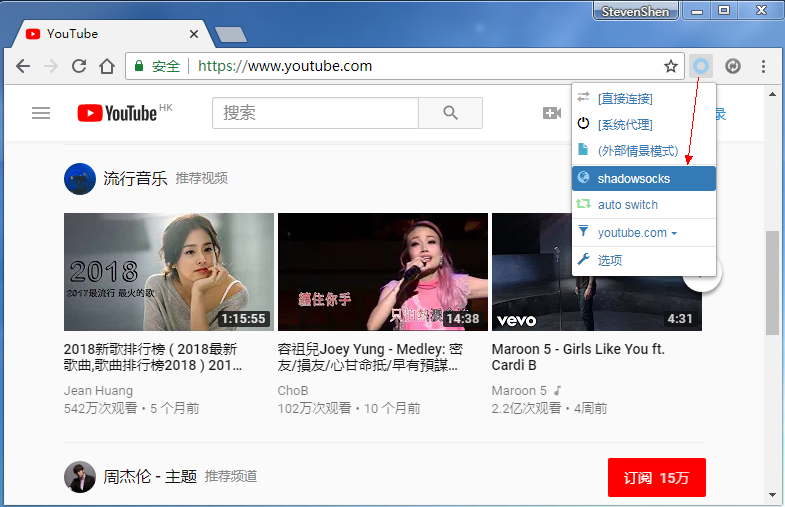 StevenShen
YouTube
安全 https://www.youtube.com
[直接连接]
[系统代理]
(外部情景模式)
shadowsocks
auto switch
youtube.com
选项
YouTube HK
搜索
录
流行音乐 推荐视频
2018
2017最流行 最火的歌
1:15:55
纏住你手
14:38
vevo
4:31
2018新歌排行榜 ( 2018最新
歌曲,歌曲排行榜2018 ) 201...
Jean Huang
542万次观看 • 5 个月前
容祖兒Joey Yung - Medley: 密
友/損友/心甘命抵/早有預謀...
ChoB
102万次观看 • 10 个月前
Maroon 5 - Girls Like You ft.
Cardi B
Maroon 5
2.2亿次观看 • 4周前
周杰伦 - 主题 推荐频道
订阅 15万